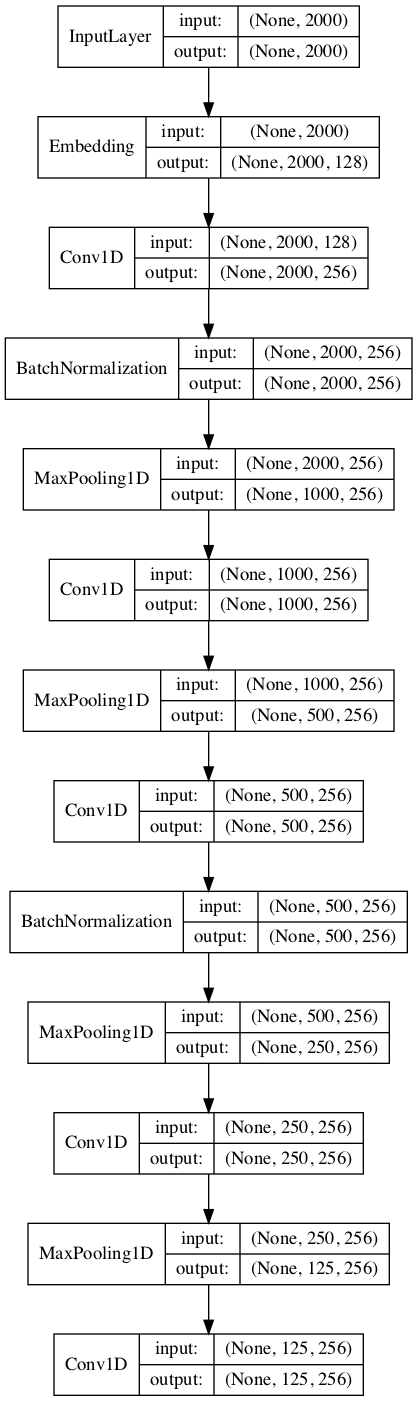 InputLayer
input: (None, 2000)
output: (None, 2000)
Embedding
input: (None, 2000)
output: (None, 2000, 128)
Conv1D
input: (None, 2000, 128)
output: (None, 2000, 256)
BatchNormalization
input: (None, 2000, 256)
output: (None, 2000, 256)
MaxPooling1D
input: (None, 2000, 256)
output: (None, 1000, 256)
Conv1D
input: (None, 1000, 256)
output: (None, 1000, 256)
MaxPooling1D
input: (None, 1000, 256)
output: (None, 500, 256)
Conv1D
input: (None, 500, 256)
output: (None, 500, 256)
BatchNormalization
input: (None, 500, 256)
output: (None, 500, 256)
MaxPooling1D
input: (None, 500, 256)
output: (None, 250, 256)
Conv1D
input: (None, 250, 256)
output: (None, 250, 256)
MaxPooling1D
input: (None, 250, 256)
output: (None, 125, 256)
Conv1D
input: (None, 125, 256)
output: (None, 125, 256)